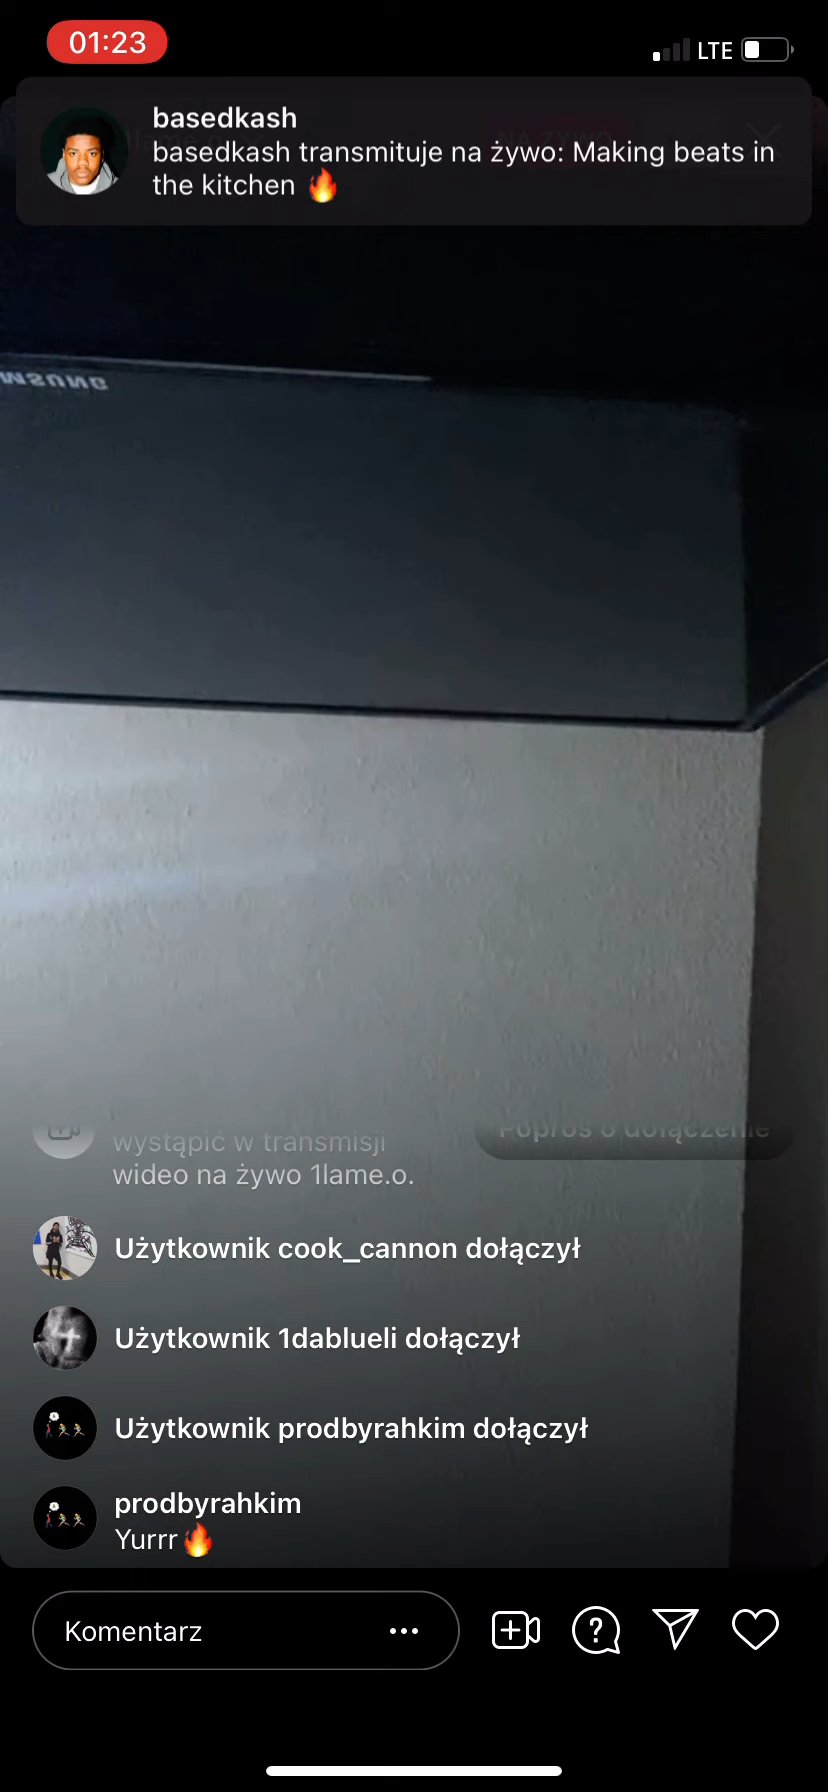 01:23
LTE
basedkash
basedkash transmituje na żywo: Making beats in
the kitchen 🔥
MSUNG
wystąpić w transmisji
Poproś o dołączenie
wideo na żywo 1lame.o.
Użytkownik cook_cannon dołączył
Użytkownik 1dablueli dołączył
Użytkownik prodbyrahkim dołączył
prodbyrahkim
Yurrr🔥
Komentarz